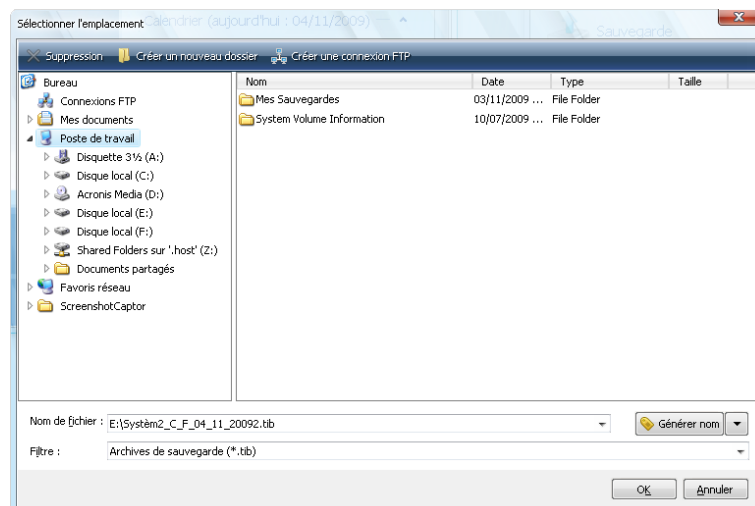 Sélectionner l'emplacement
Calendrier (aujourd'hui : 04/11/2009)
Sauvegarde
Suppression Créer un nouveau dossier Créer une connexion FTP
Bureau
Connexions FTP
Mes documents
Poste de travail
Disquette 3½ (A:)
Disque local (C:)
Acronis Media (D:)
Disque local (E:)
Disque local (F:)
Shared Folders sur '.host' (Z:)
Documents partagés
Favoris réseau
ScreenshotCaptor
Nom Date Type Taille
Mes Sauvegardes 03/11/2009 ... File Folder
System Volume Information 10/07/2009 ... File Folder
Nom de fichier : E:\Systèm2_C_F_04_11_20092.tib Générer nom
Filtre : Archives de sauvegarde (*.tib)
OK Annuler